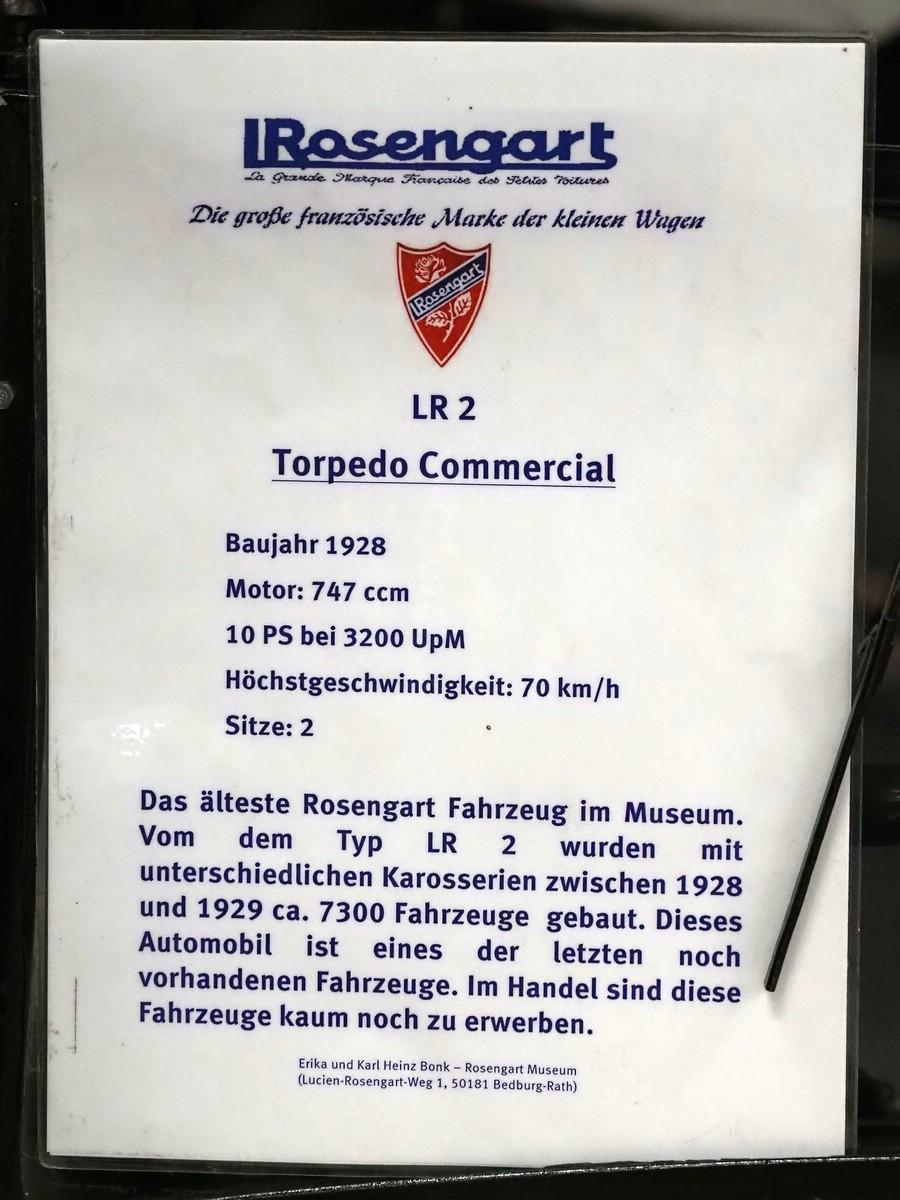 LRosengart
La Grande Marque Française des Petites Voitures
Die große französische Marke der kleinen Wagen
LRosengart
LR 2
Torpedo Commercial
Baujahr 1928
Motor: 747 ccm
10 PS bei 3200 UpM
Höchstgeschwindigkeit: 70 km/h
Sitze: 2
Das älteste Rosengart Fahrzeug im Museum.
Vom dem Typ LR 2 wurden mit
unterschiedlichen Karosserien zwischen 1928
und 1929 ca. 7300 Fahrzeuge gebaut. Dieses
Automobil ist eines der letzten noch
vorhandenen Fahrzeuge. Im Handel sind diese
Fahrzeuge kaum noch zu erwerben.
Erika und Karl Heinz Bonk – Rosengart Museum
(Lucien-Rosengart-Weg 1, 50181 Bedburg-Rath)